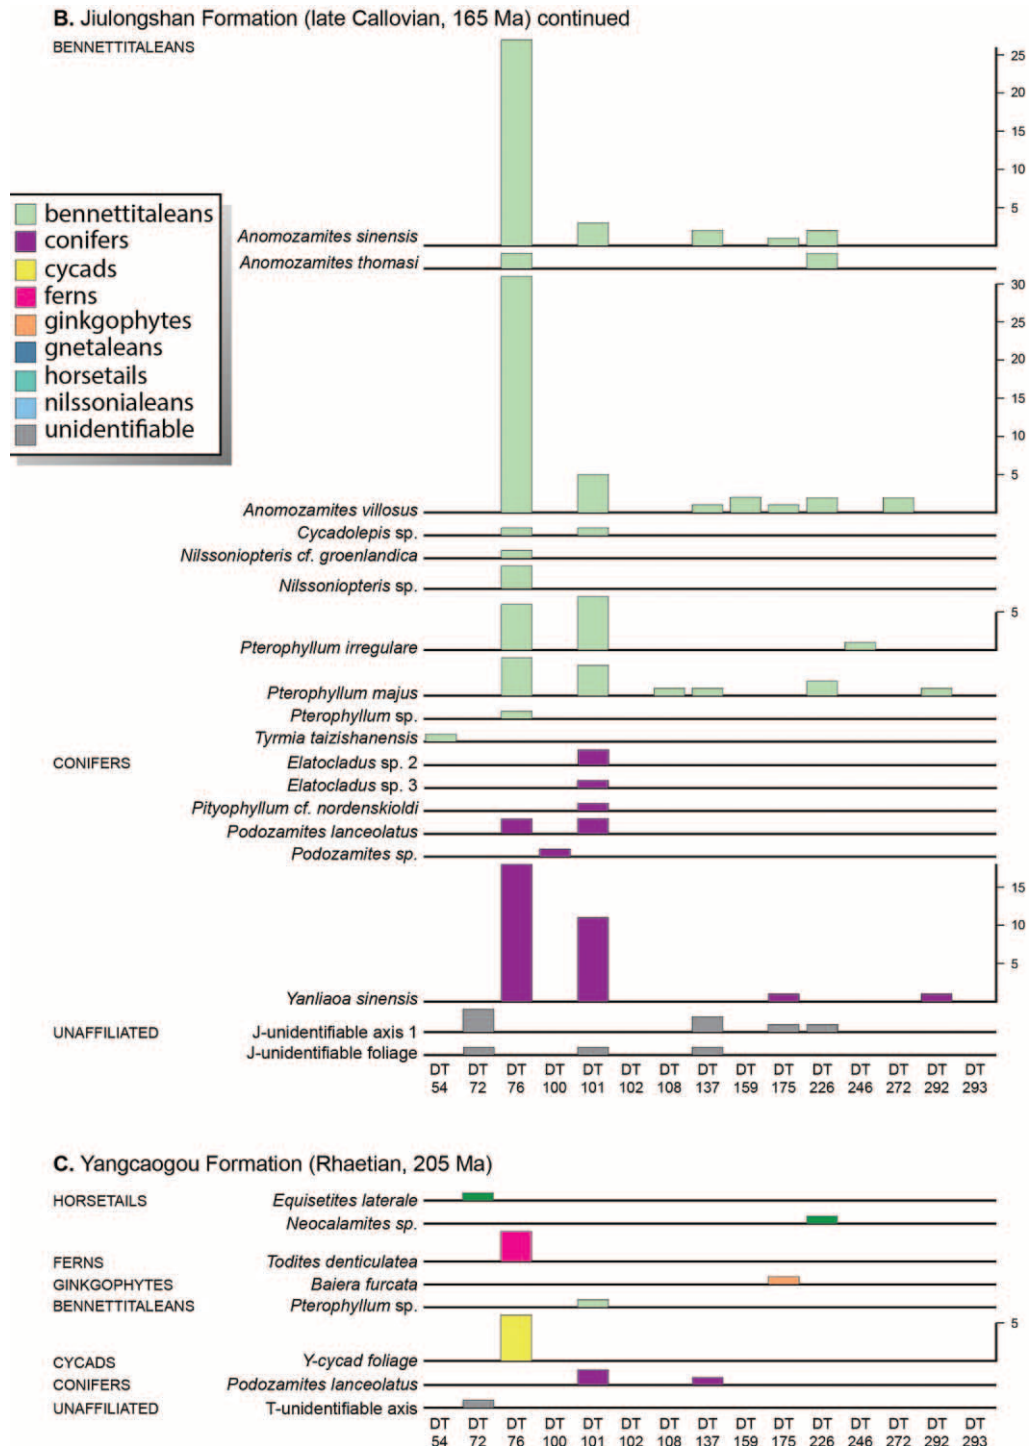 B. Jiulongshan Formation (late Callovian, 165 Ma) continued
BENNETTITALEANS
25
20
15
10
5
bennettitaleans
conifers
cycads
ferns
ginkgophytes
gnetaleans
horsetails
nilssonialeans
unidentifiable
Anomozamites sinensis
Anomozamites thomasi
30
25
20
15
10
5
Anomozamites villosus
Cycadolepis sp.
Nilssoniopteris cf. groenlandica
Nilssoniopteris sp.
5
Pterophyllum irregulare
Pterophyllum majus
Pterophyllum sp.
Tyrmia taizishanensis
CONIFERS Elatocladus sp. 2
Elatocladus sp. 3
Pityophyllum cf. nordenskioldi
Podozamites lanceolatus
Podozamites sp.
15
10
5
Yanliaoa sinensis
UNAFFILIATED J-unidentifiable axis 1
J-unidentifiable foliage
DT DT DT DT DT DT DT DT DT DT DT DT DT DT DT
54 72 76 100 101 102 108 137 159 175 226 246 272 292 293
C. Yangcaogou Formation (Rhaetian, 205 Ma)
HORSETAILS Equisetites laterale
Neocalamites sp.
FERNS Todites denticulatea
GINKGOPHYTES Baiera furcata
BENNETTITALEANS Pterophyllum sp.
5
CYCADS Y-cycad foliage
CONIFERS Podozamites lanceolatus
UNAFFILIATED T-unidentifiable axis
DT DT DT DT DT DT DT DT DT DT DT DT DT DT DT
54 72 76 100 101 102 108 137 159 175 226 246 272 292 293